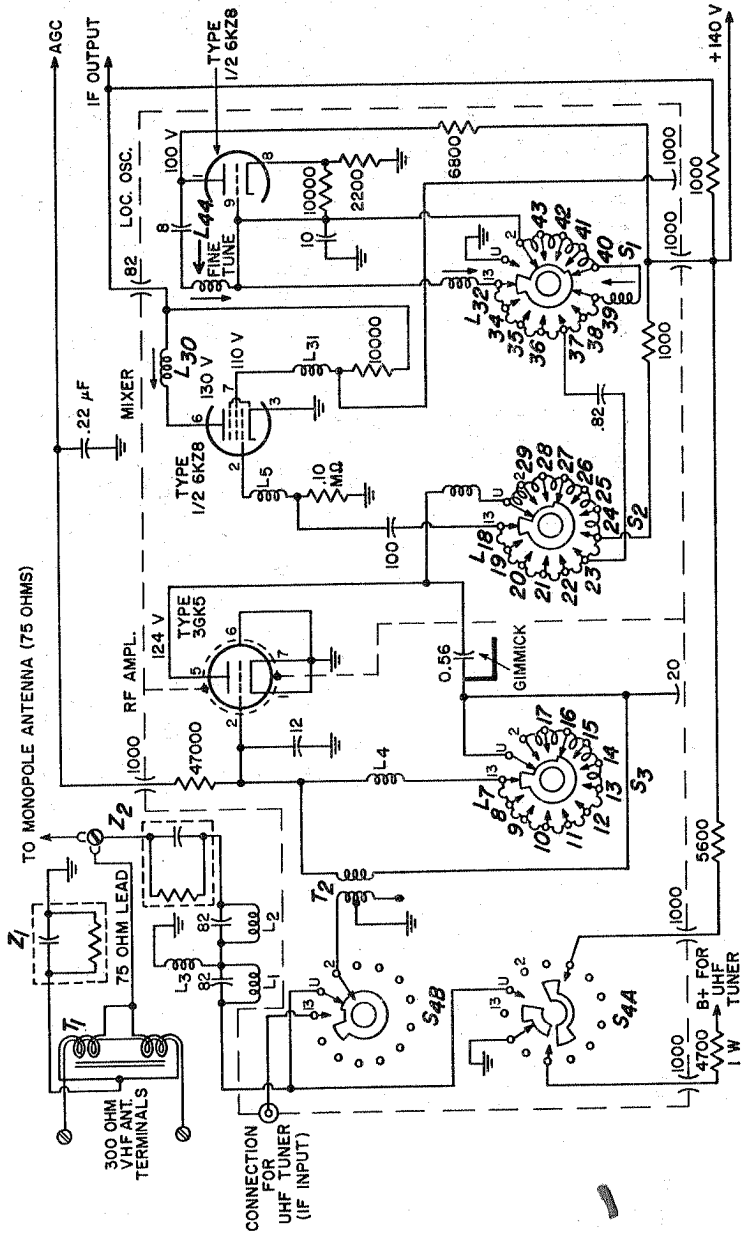 TO MONOPOLE ANTENNA (75 OHMS)
AGC
IF OUTPUT
+140 V
Z1
T1
75 OHM LEAD
Z2
300 OHM
VHF ANT.
TERMINALS
L3
82
82
L1
L2
CONNECTION
FOR
UHF TUNER
(IF INPUT)
1000
47000
RF AMPL.
124 V
TYPE
3GK5
2
5
6
7
12
L4
T2
0.56
GIMMICK
20
.22 µF
MIXER
82
LOC. OSC.
L30
130 V
110 V
6
7
2
3
TYPE
1/2 6KZ8
L5
.10
MΩ
100
L31
10000
8
L44
FINE
TUNE
100 V
1
9
8
TYPE
1/2 6KZ8
10
10000
2200
6800
1000
1000
1000
1000
.82
S4B
13
U
2
S4A
13
U
2
S3
L7
8
9
10
11
12
13
14
15
16
17
13
U
2
S2
L18
19
20
21
22
23
24
25
26
27
28
29
13
U
2
S1
L32
34
35
36
37
38
39
40
41
42
43
13
U
2
5600
1000
1000
4700
1 W
B+ FOR
UHF
TUNER